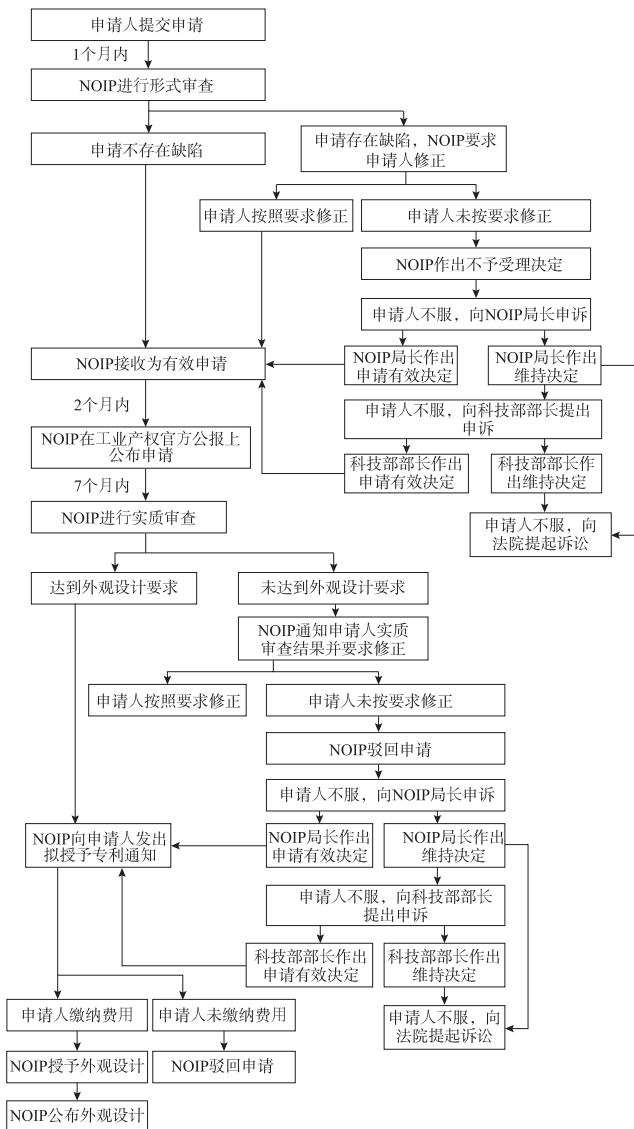 申请人提交申请
1个月内
NOIP进行形式审查
申请不存在缺陷
申请存在缺陷，NOIP要求
申请人修正
申请人按照要求修正
申请人未按要求修正
NOIP作出不予受理决定
申请人不服，向NOIP局长申诉
NOIP接收为有效申请
NOIP局长作出
申请有效决定
NOIP局长作出
维持决定
2个月内
申请人不服，向科技部部长提出
申诉
NOIP在工业产权官方公报上
公布申请
科技部部长作出
申请有效决定
科技部部长作
出维持决定
7个月内
NOIP进行实质审查
申请人不服，向
法院提起诉讼
达到外观设计要求
未达到外观设计要求
NOIP通知申请人实质
审查结果并要求修正
申请人按照要求修正
申请人未按要求修正
NOIP驳回申请
申请人不服，向NOIP局长申诉
NOIP向申请人发出
拟授予专利通知
NOIP局长作出
申请有效决定
NOIP局长作出
维持决定
申请人不服，向科技部部长
提出申诉
科技部部长作出
申请有效决定
科技部部长作出
维持决定
申请人缴纳费用
申请人未缴纳费用
申请人不服，向
法院提起诉讼
NOIP授予外观设计
NOIP驳回申请
NOIP公布外观设计